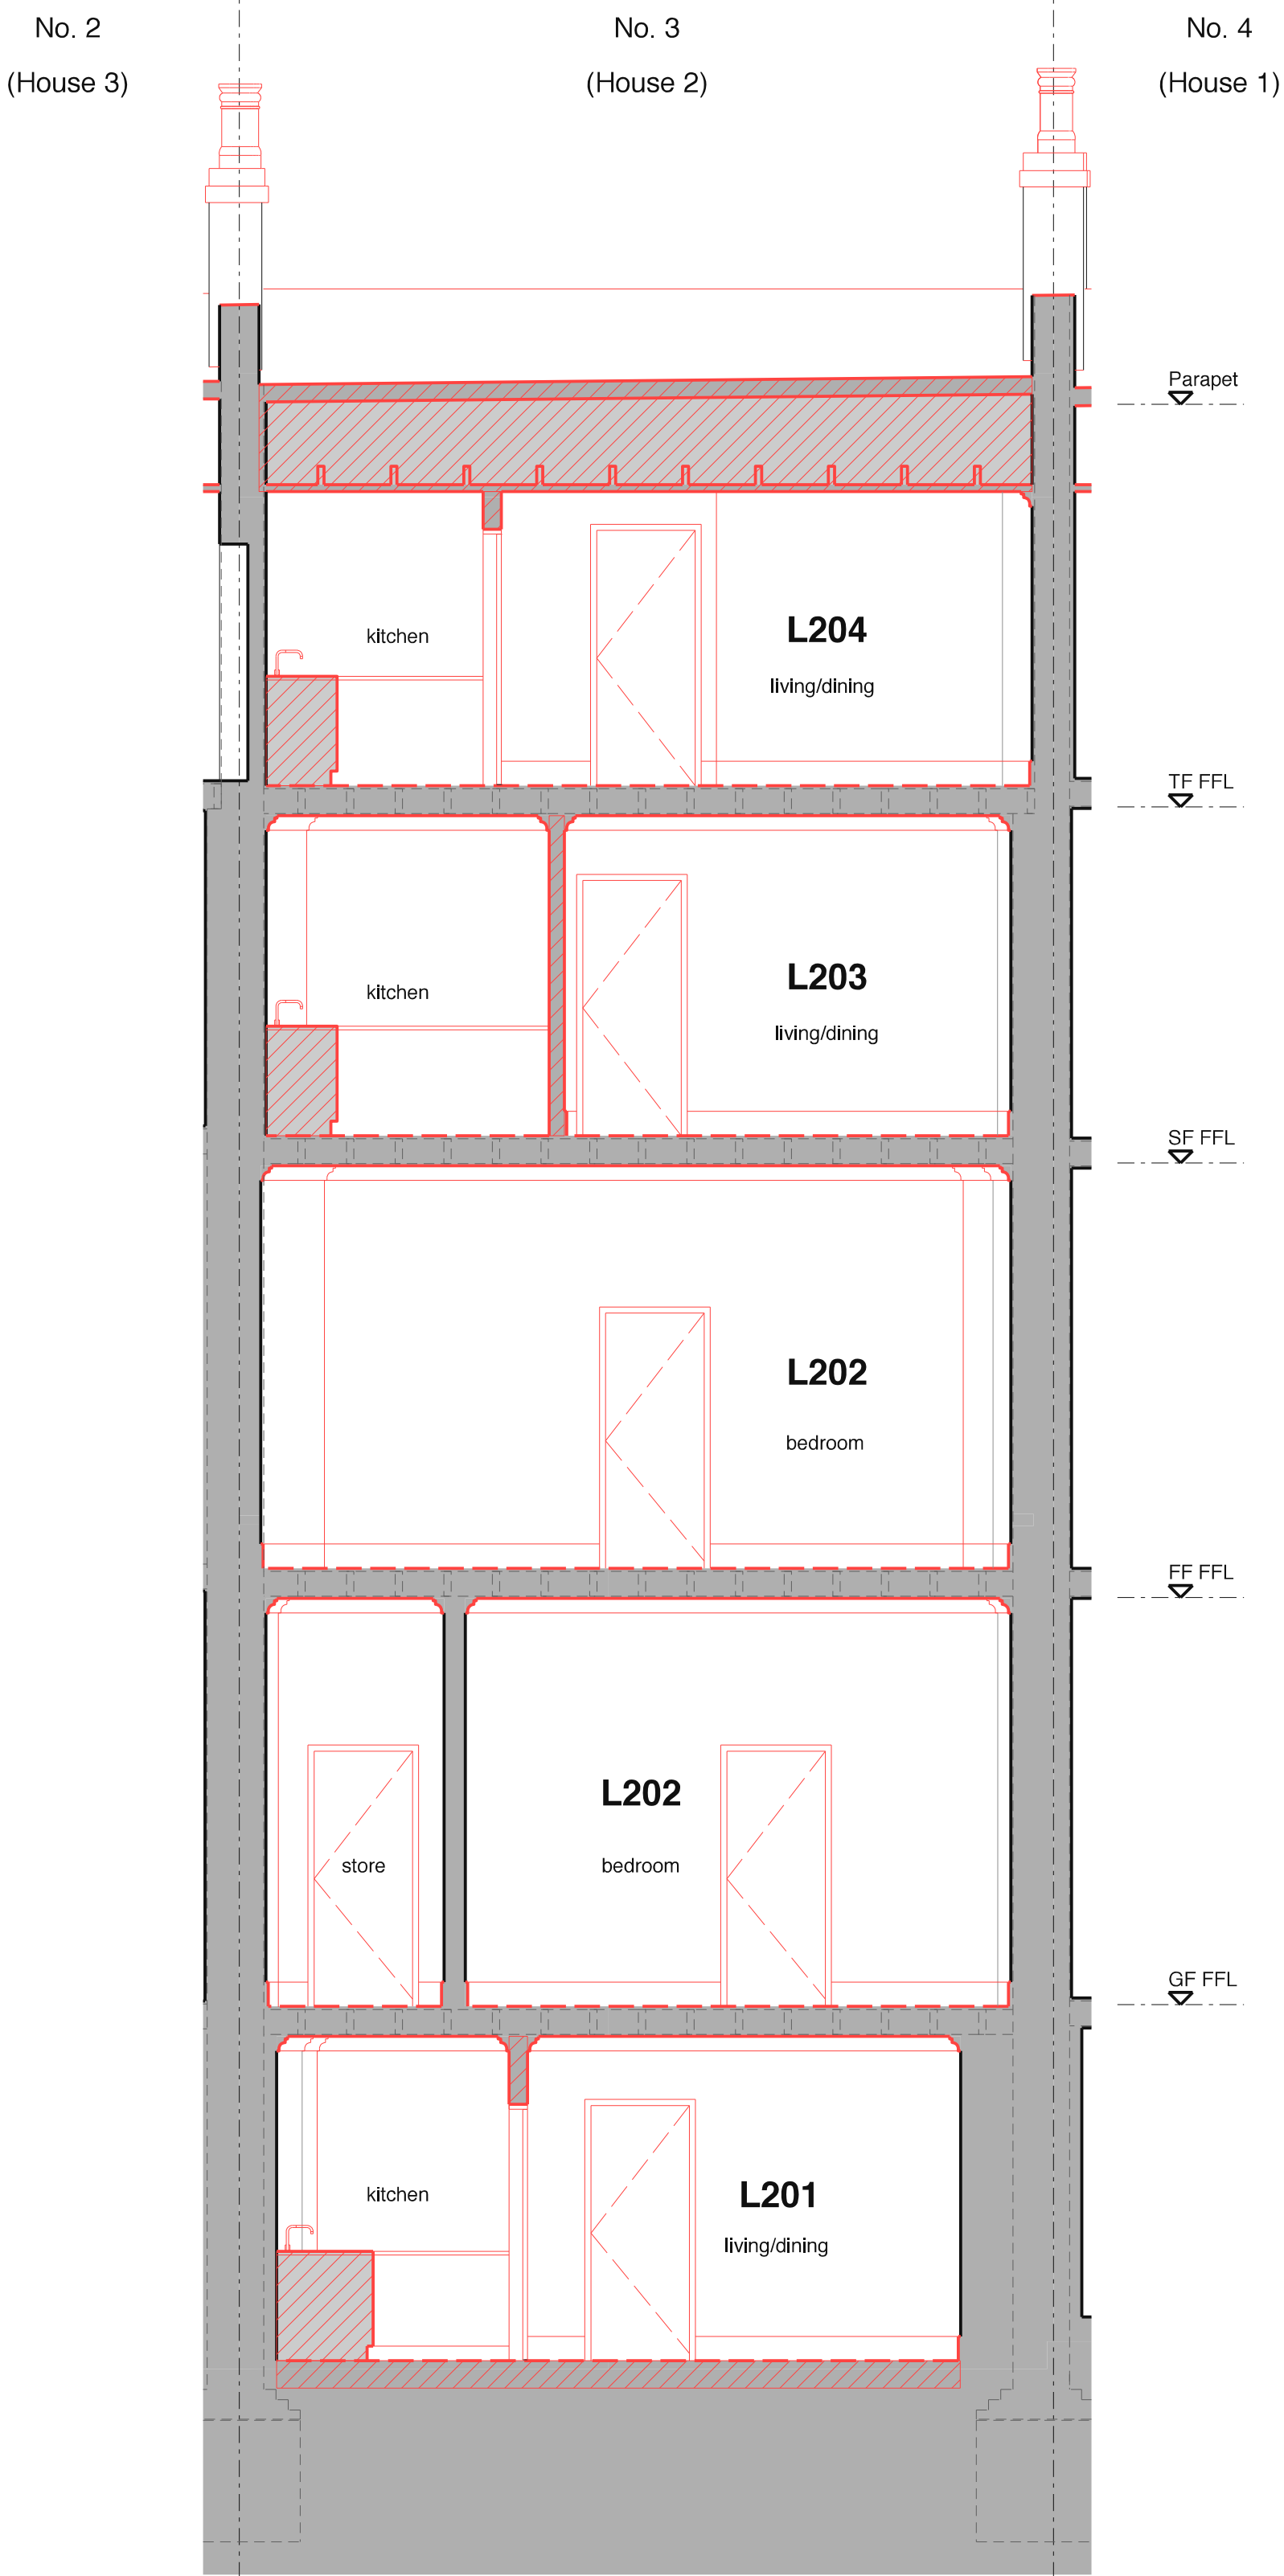 No. 2
(House 3)
No. 3
(House 2)
No. 4
(House 1)
Parapet
kitchen
L204
living/dining
TF FFL
kitchen
L203
living/dining
SF FFL
L202
bedroom
FF FFL
store
L202
bedroom
GF FFL
kitchen
L201
living/dining